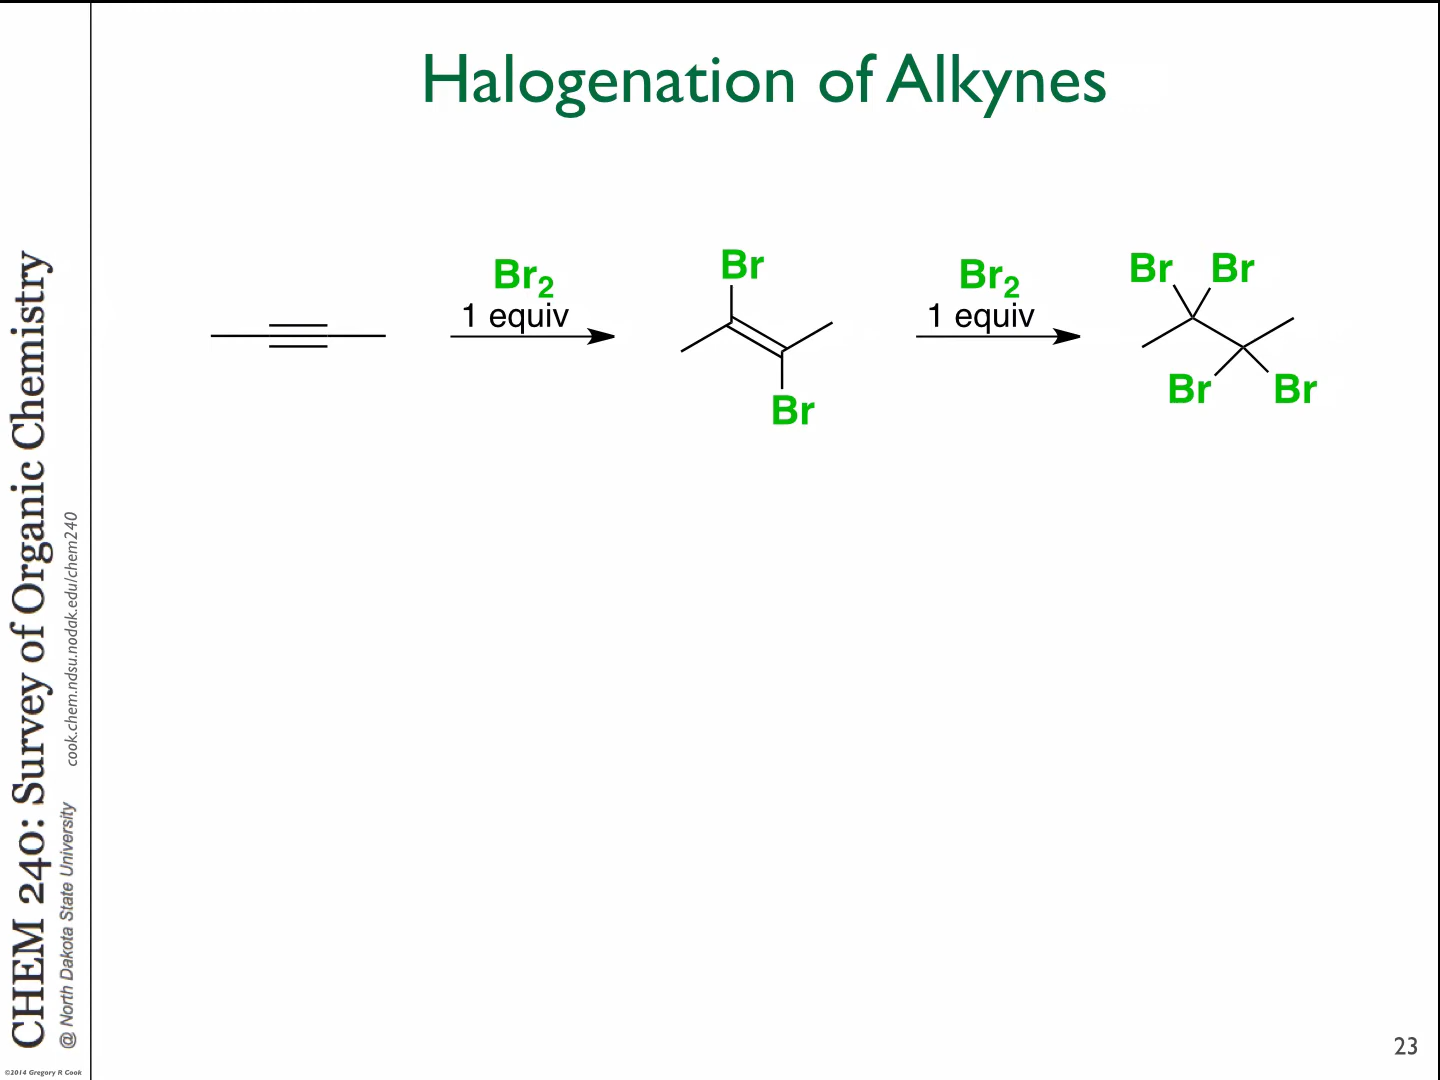 Halogenation of Alkynes
Br2
1 equiv
Br
Br
Br2
1 equiv
Br Br
Br Br
CHEM 240: Survey of Organic Chemistry
@ North Dakota State University cook.chem.ndsu.nodak.edu/chem240
©2014 Gregory R Cook
23